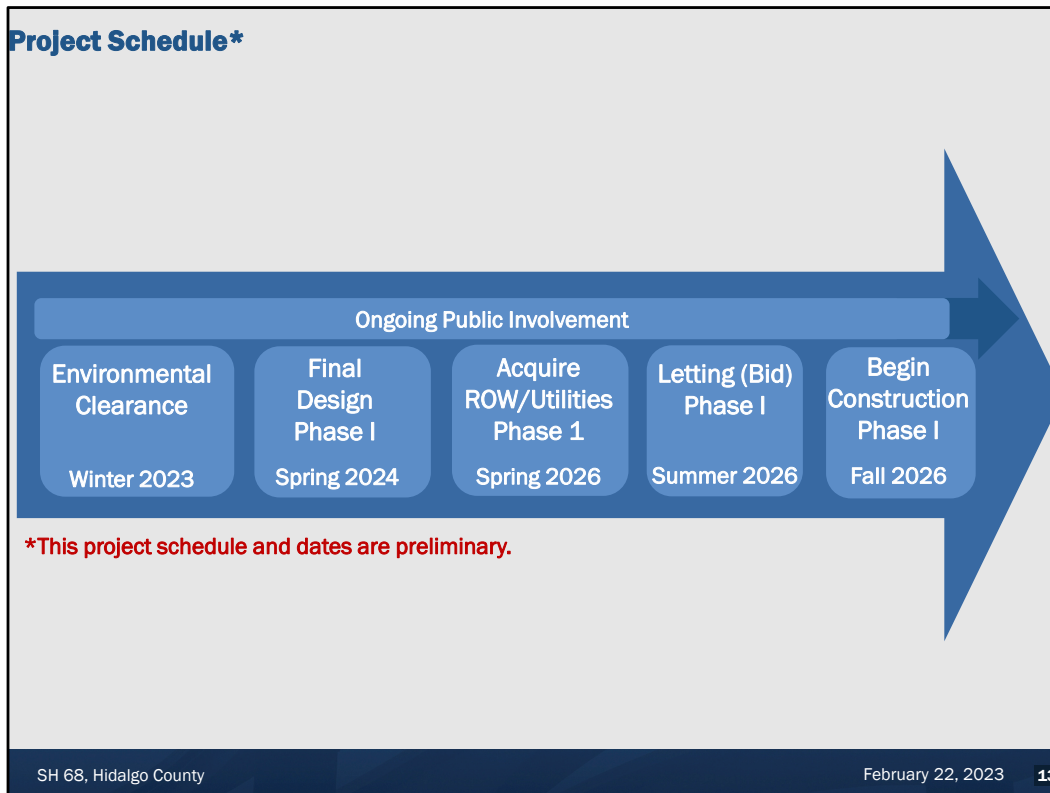 Project Schedule*
Ongoing Public Involvement
Environmental
Clearance
Winter 2023
Final
Design
Phase I
Spring 2024
Acquire
ROW/Utilities
Phase 1
Spring 2026
Letting (Bid)
Phase I
Summer 2026
Begin
Construction
Phase I
Fall 2026
*This project schedule and dates are preliminary.
SH 68, Hidalgo County
February 22, 2023